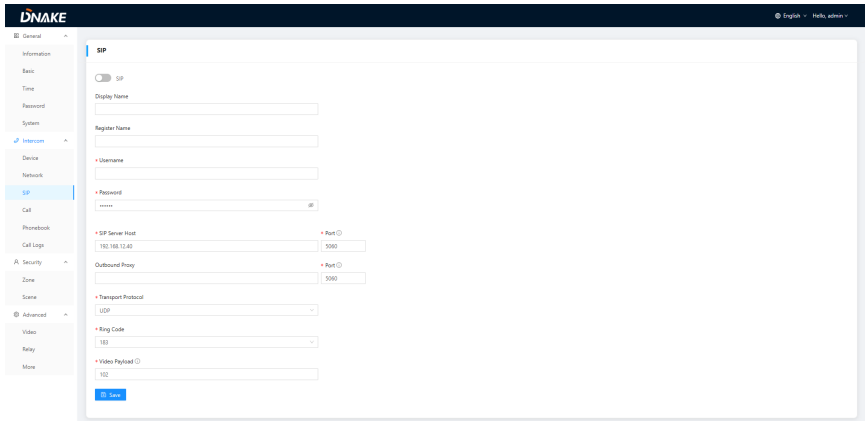 DNAKE
English
Hello, admin
General
Information
Basic
Time
Password
System
Intercom
Device
Network
SIP
Call
Phonebook
Call Logs
Security
Zone
Scene
Advanced
Video
Relay
More
SIP
SIP
Display Name
Register Name
* Username
* Password
••••••
* SIP Server Host
* Port
192.168.12.40
5060
Outbound Proxy
* Port
5060
* Transport Protocol
UDP
* Ring Code
183
* Video Payload
102
Save